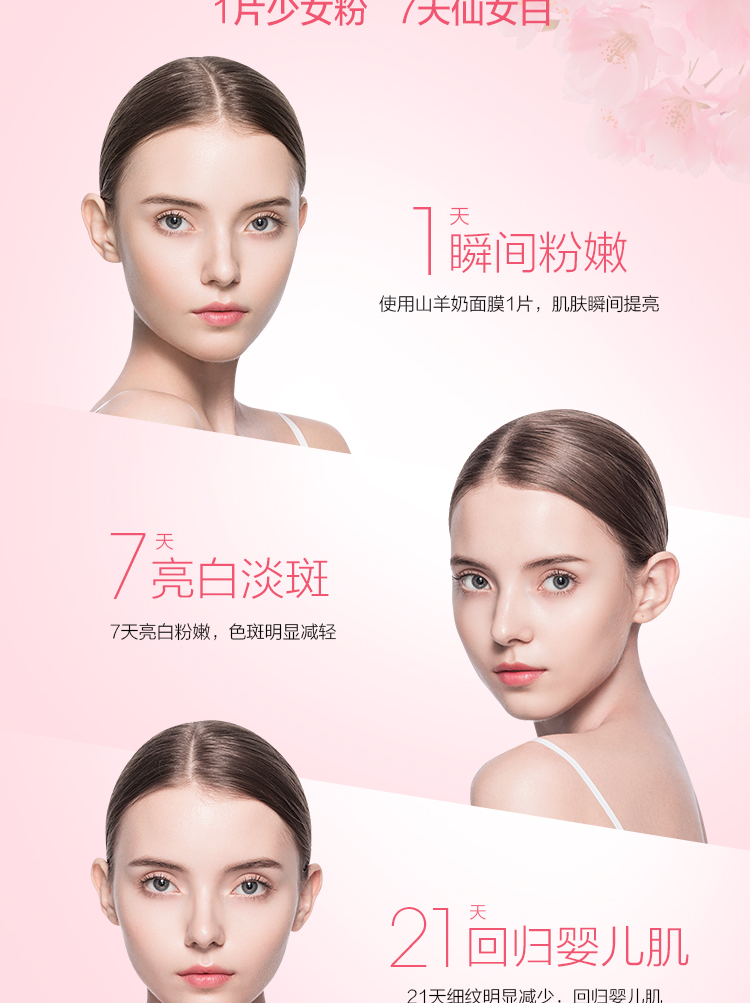 1片少女粉 7天仙女白
1天
瞬间粉嫩
使用山羊奶面膜1片，肌肤瞬间提亮
7天
亮白淡斑
7天亮白粉嫩，色斑明显减轻
21天
回归婴儿肌
21天细纹明显减少，回归婴儿肌